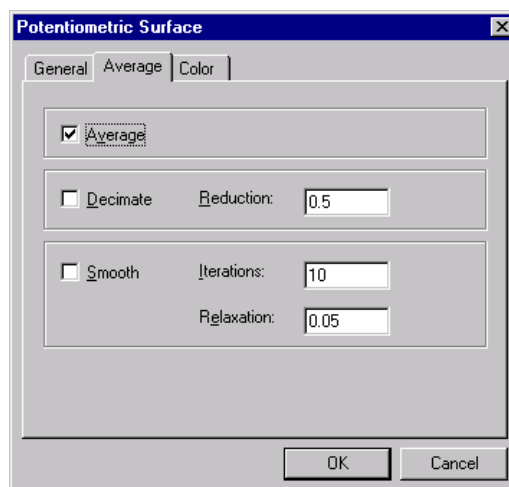 Potentiometric Surface
General Average Color
Average
Decimate Reduction: 0.5
Smooth Iterations: 10
Relaxation: 0.05
OK Cancel